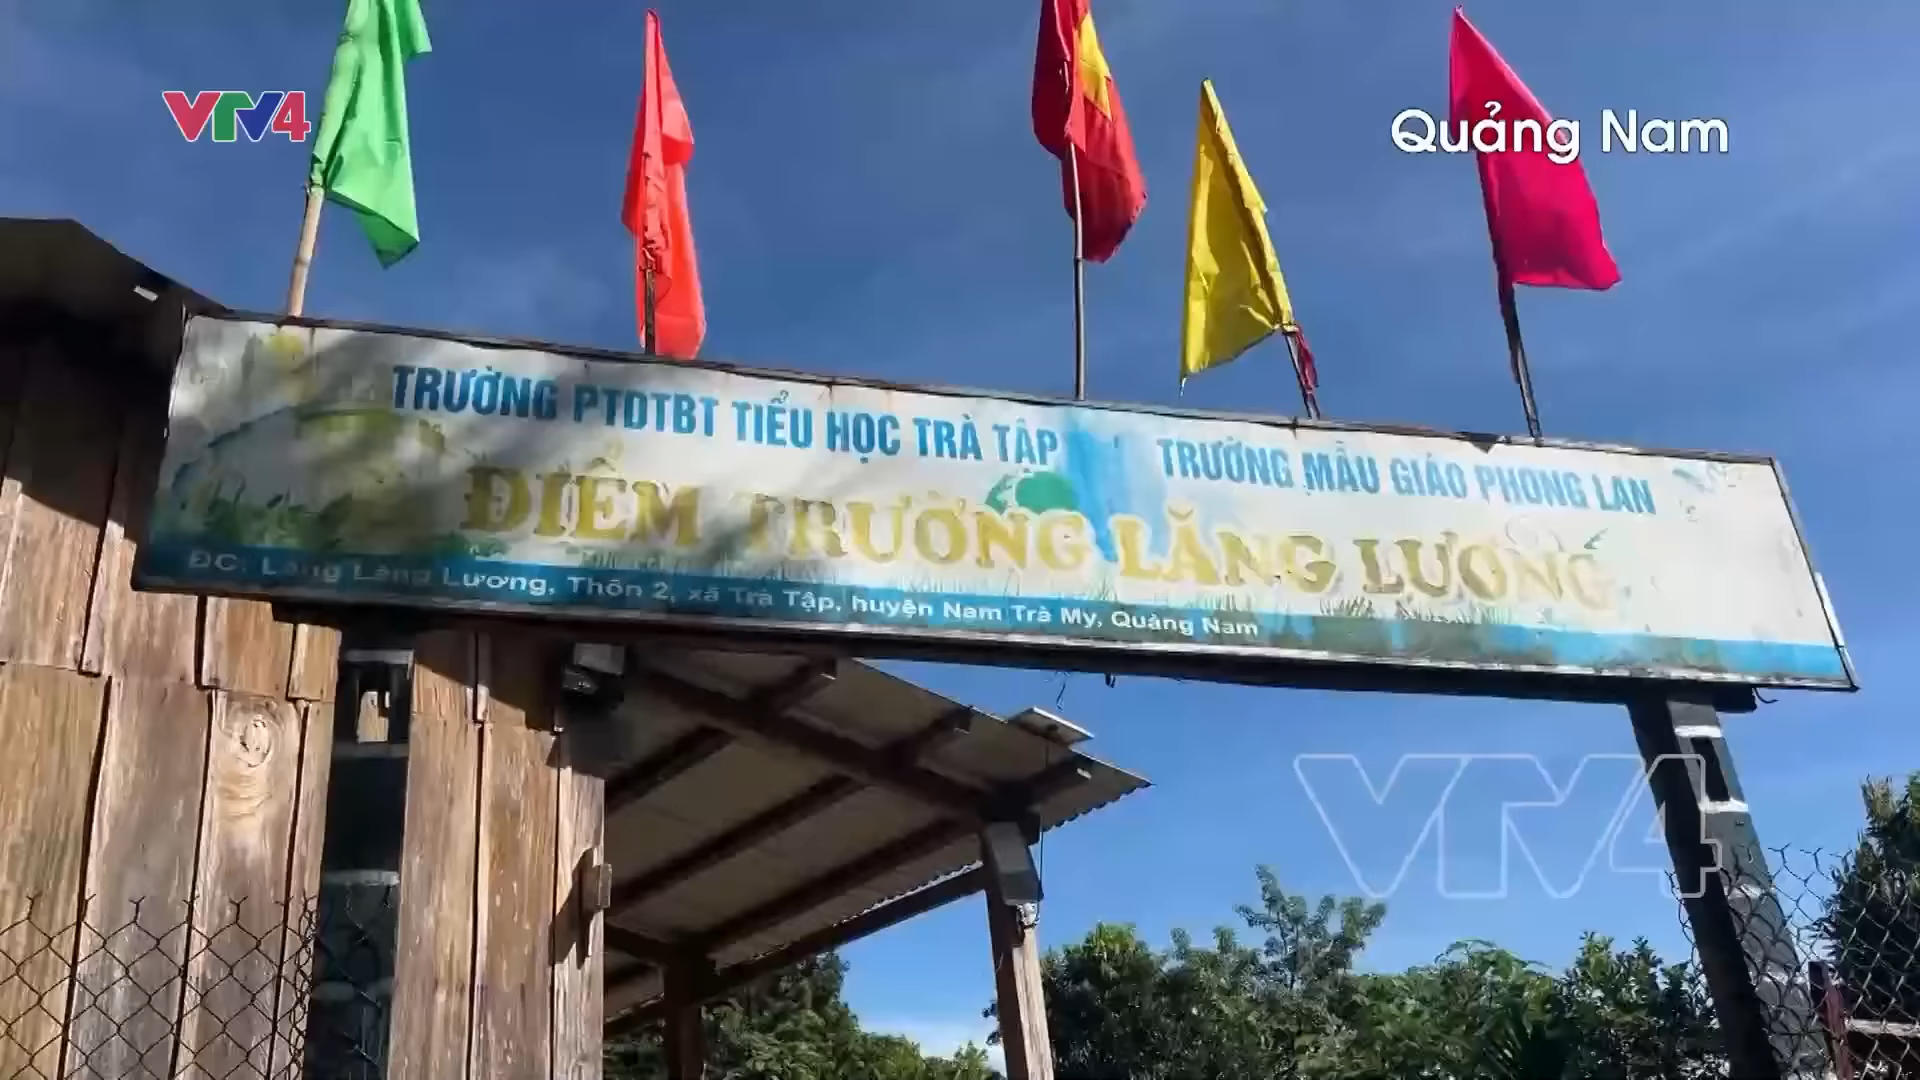 VTV4
Quảng Nam
TRƯỜNG PTDTBT TIỂU HỌC TRÀ TẬP
TRƯỜNG MẪU GIÁO PHONG LAN
ĐIỂM TRƯỜNG LĂNG LƯƠNG
ĐC: Làng Lăng Lương, Thôn 2, xã Trà Tập, huyện Nam Trà My, Quảng Nam
VTV4